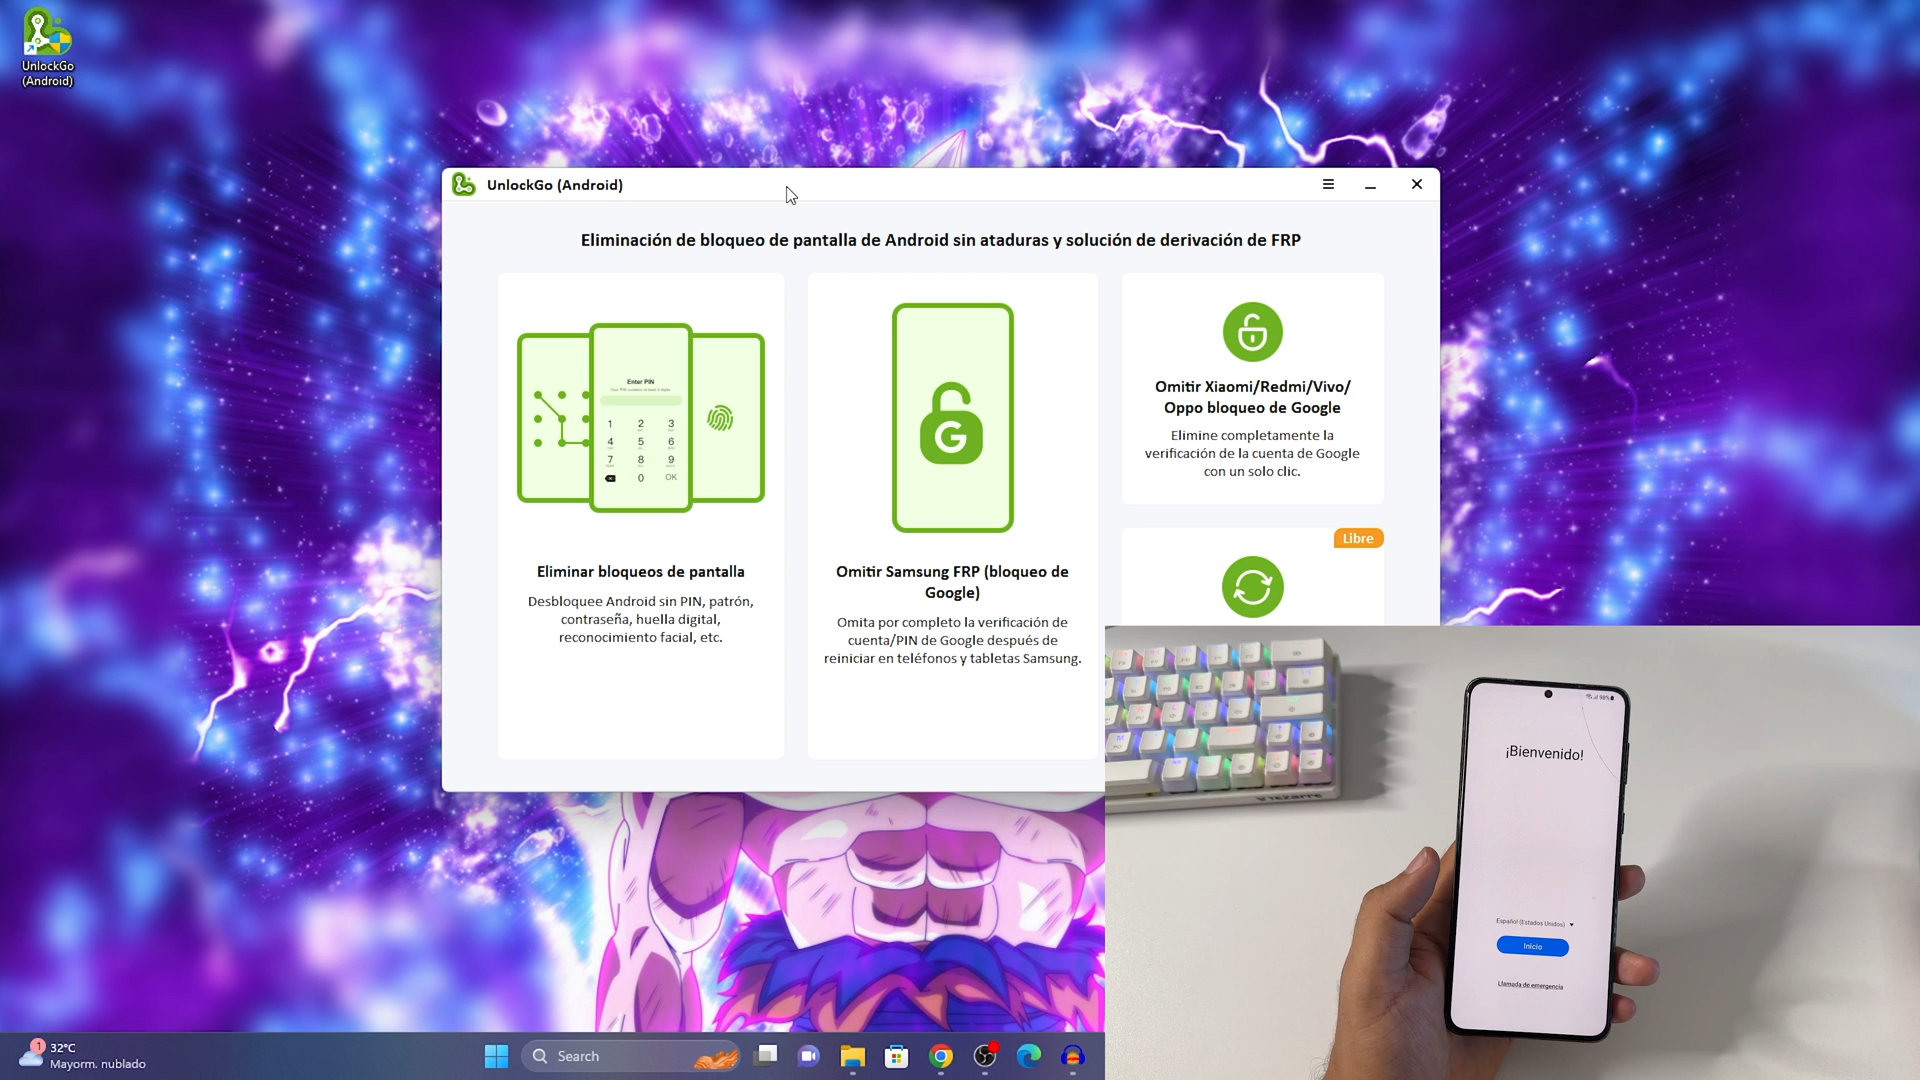 UnlockGo
(Android)
UnlockGo (Android)
Eliminación de bloqueo de pantalla de Android sin ataduras y solución de derivación de FRP
Enter PIN
1 2 3
4 5 6
7 8 9
0 OK
Eliminar bloqueos de pantalla
Desbloquee Android sin PIN, patrón,
contraseña, huella digital,
reconocimiento facial, etc.
G
Omitir Samsung FRP (bloqueo de
Google)
Omita por completo la verificación de
cuenta/PIN de Google después de
reiniciar en teléfonos y tabletas Samsung.
Omitir Xiaomi/Redmi/Vivo/
Oppo bloqueo de Google
Elimine completamente la
verificación de la cuenta de Google
con un solo clic.
Libre
98%
¡Bienvenido!
Español (Estados Unidos)
Inicio
Llamada de emergencia
1
32°C
Mayorm. nublado
Search